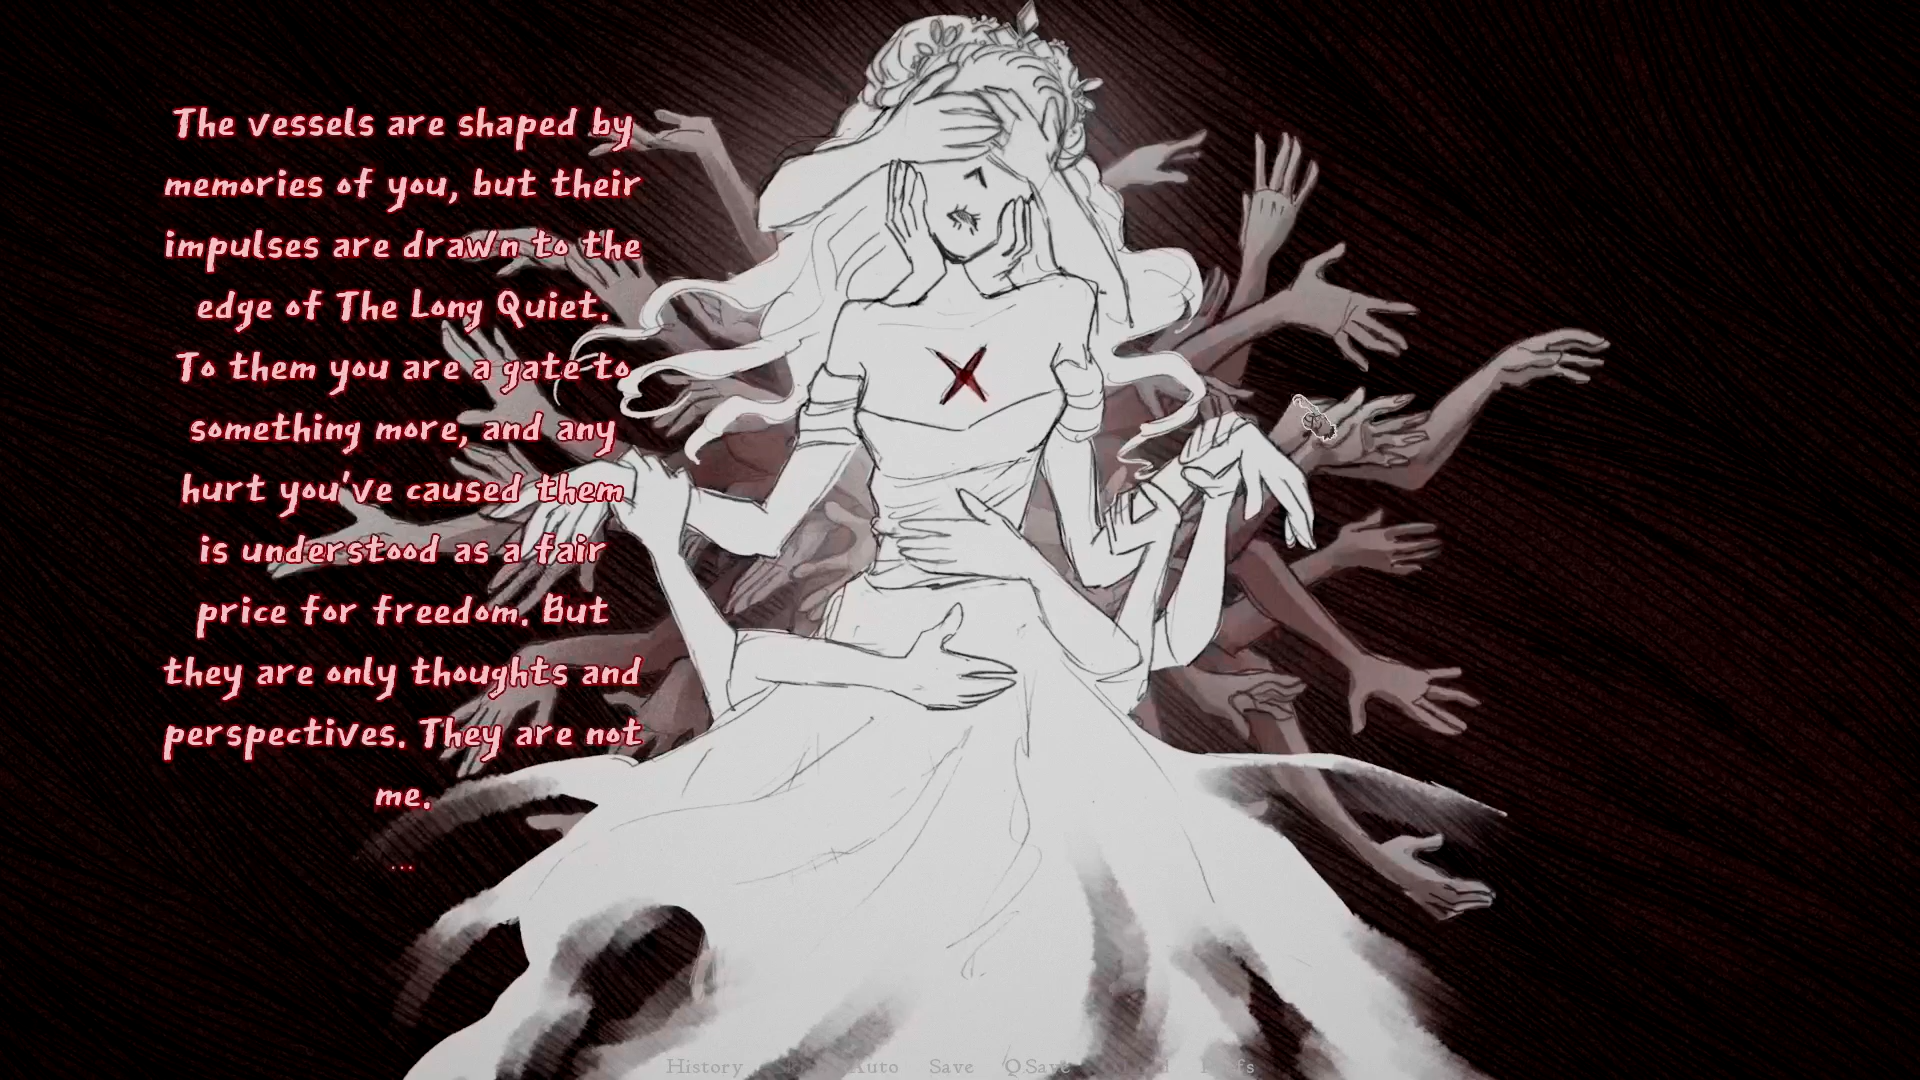 The vessels are shaped by
memories of you, but their
impulses are drawn to the
edge of The Long Quiet.
To them you are a gate to
something more, and any
hurt you've caused them
is understood as a fair
price for freedom. But
they are only thoughts and
perspectives. They are not
me.
...
History Auto Save Q.Save